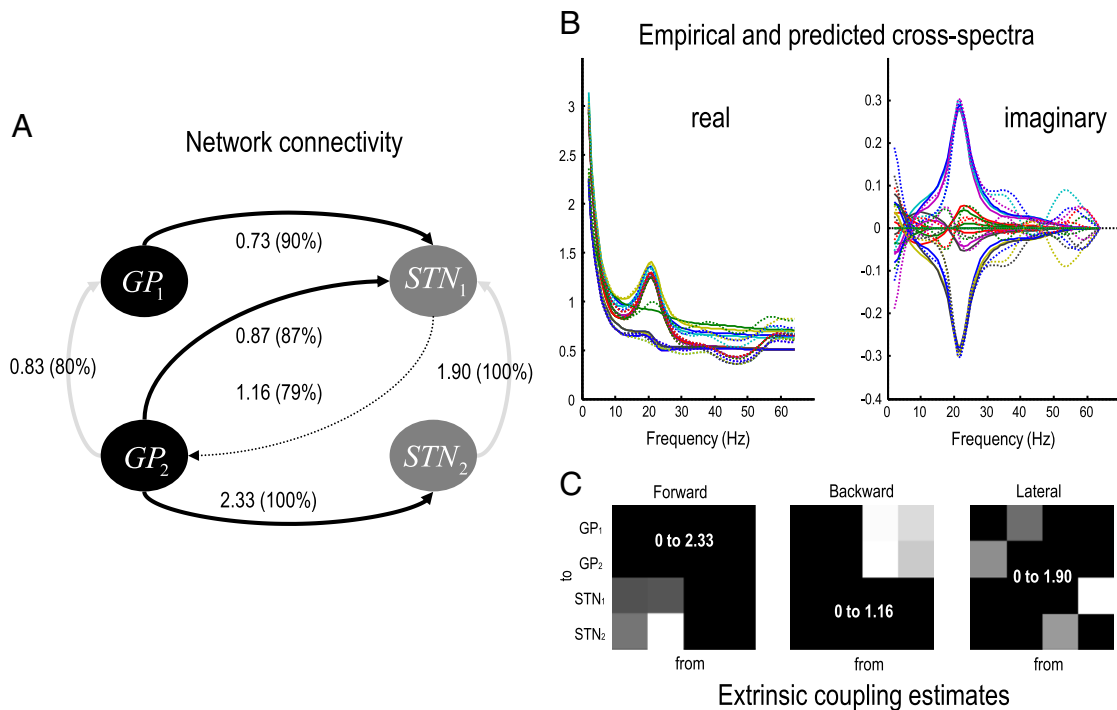 A
Network connectivity
0.73 (90%)
GP1
STN1
0.87 (87%)
0.83 (80%)
1.16 (79%)
1.90 (100%)
GP2
STN2
2.33 (100%)
B
Empirical and predicted cross-spectra
real
3
2.5
2
1.5
1
0.5
0
0 10 20 30 40 50 60
Frequency (Hz)
imaginary
0.3
0.2
0.1
0
-0.1
-0.2
-0.3
-0.4
0 10 20 30 40 50 60
Frequency (Hz)
C
Forward
Backward
Lateral
to
GP1
GP2
STN1
STN2
0 to 2.33
0 to 1.16
0 to 1.90
from
from
from
Extrinsic coupling estimates